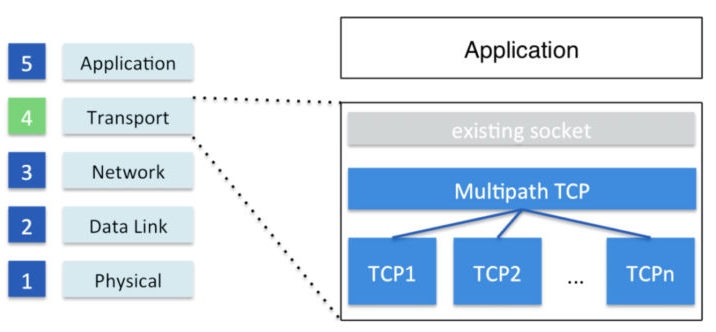 5 Application
4 Transport
3 Network
2 Data Link
1 Physical
Application
existing socket
Multipath TCP
TCP1 TCP2 ... TCPn